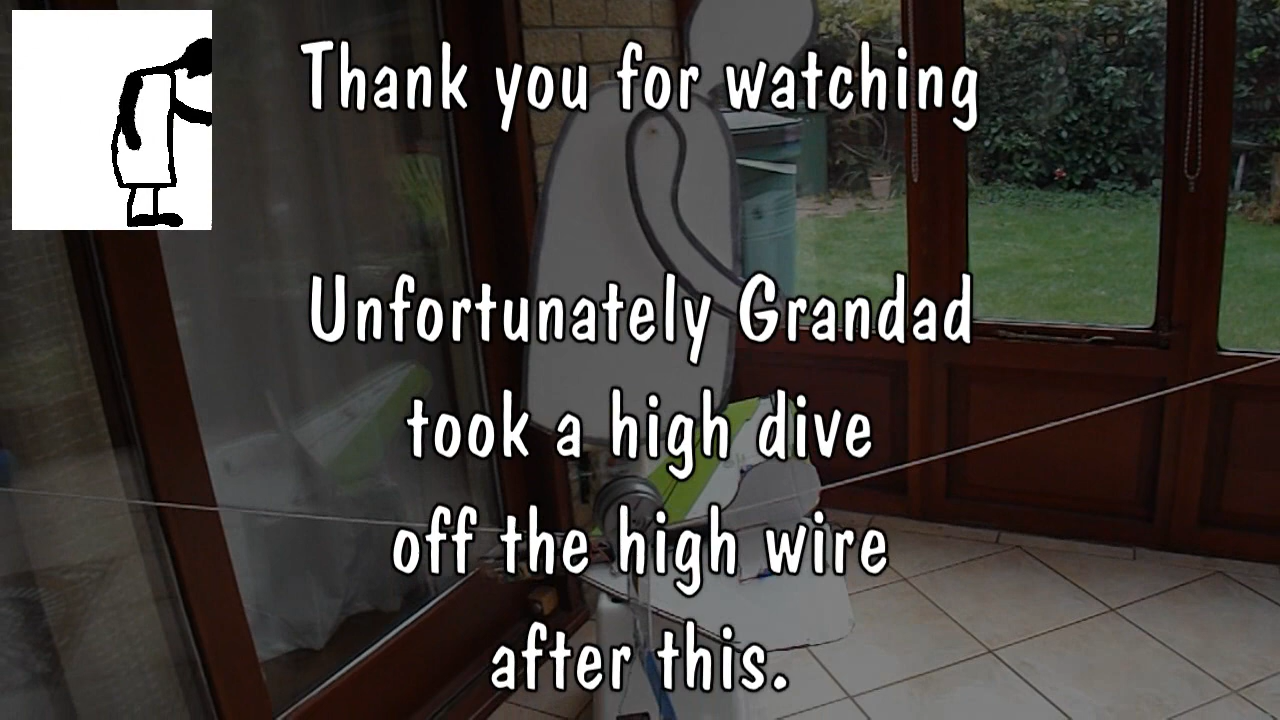 Thank you for watching
Unfortunately Grandad
took a high dive
off the high wire
after this.